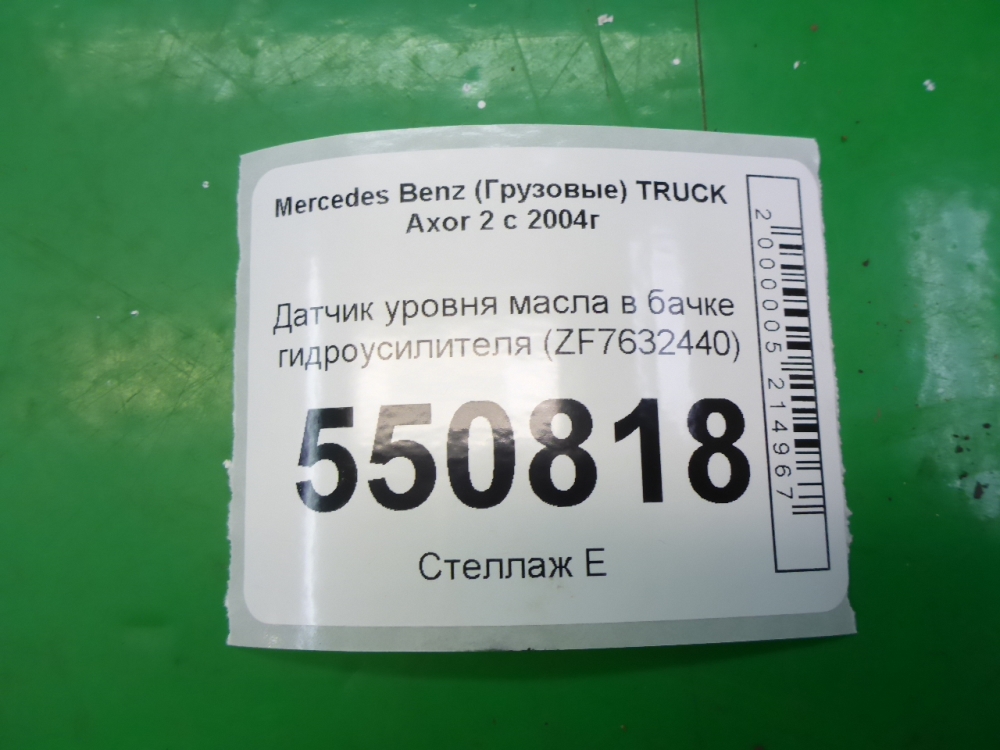 Mercedes Benz (Грузовые) TRUCK
Axor 2 с 2004г
Датчик уровня масла в бачке
гидроусилителя (ZF7632440)
550818
Стеллаж Е
2000005214967